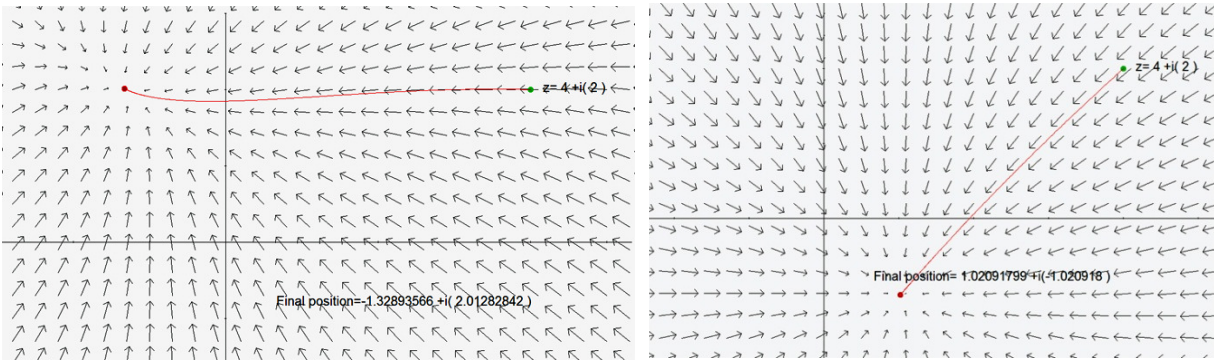 z= 4 +i( 2 )
Final position=-1.32893566 +i( 2.01282842 )
z= 4 +i( 2 )
Final position= 1.02091799 +i(-1.020918 )